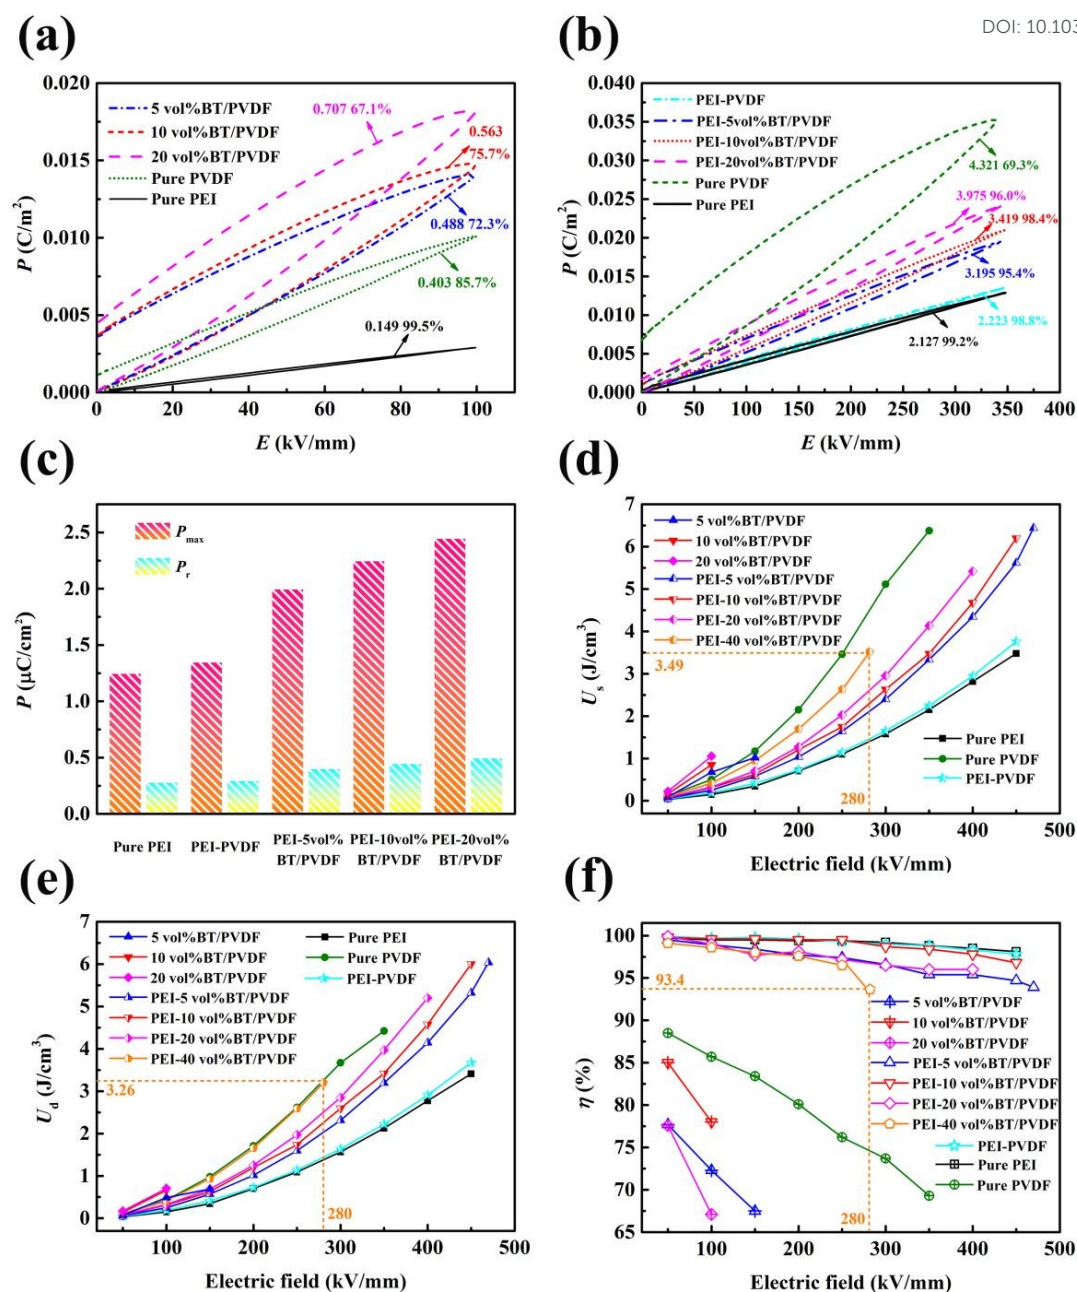 DOI: 10.103
(a)
0.020
0.015
0.010
0.005
0.000
P (C/m²)
5 vol%BT/PVDF
10 vol%BT/PVDF
20 vol%BT/PVDF
Pure PVDF
Pure PEI
0.707 67.1%
0.563
75.7%
0.488 72.3%
0.403 85.7%
0.149 99.5%
0 20 40 60 80 100
E (kV/mm)
(b)
0.040
0.035
0.030
0.025
0.020
0.015
0.010
0.005
0.000
P (C/m²)
PEI-PVDF
PEI-5vol%BT/PVDF
PEI-10vol%BT/PVDF
PEI-20vol%BT/PVDF
Pure PVDF
Pure PEI
4.321 69.3%
3.975 96.0%
3.419 98.4%
3.195 95.4%
2.223 98.8%
2.127 99.2%
0 50 100 150 200 250 300 350 400
E (kV/mm)
(c)
2.5
2.0
1.5
1.0
0.5
0.0
P (μC/cm²)
Pmax
Pr
Pure PEI PEI-PVDF PEI-5vol% PEI-10vol% PEI-20vol%
BT/PVDF BT/PVDF BT/PVDF
(d)
7
6
5
4
3
2
1
0
Us (J/cm³)
5 vol%BT/PVDF
10 vol%BT/PVDF
20 vol%BT/PVDF
PEI-5 vol%BT/PVDF
PEI-10 vol%BT/PVDF
PEI-20 vol%BT/PVDF
PEI-40 vol%BT/PVDF
3.49
Pure PEI
Pure PVDF
PEI-PVDF
280
100 200 300 400 500
Electric field (kV/mm)
(e)
7
6
5
4
3
2
1
0
Ud (J/cm³)
5 vol%BT/PVDF
10 vol%BT/PVDF
20 vol%BT/PVDF
PEI-5 vol%BT/PVDF
PEI-10 vol%BT/PVDF
PEI-20 vol%BT/PVDF
PEI-40 vol%BT/PVDF
Pure PEI
Pure PVDF
PEI-PVDF
3.26
280
100 200 300 400 500
Electric field (kV/mm)
(f)
100
95
90
85
80
75
70
65
η (%)
93.4
5 vol%BT/PVDF
10 vol%BT/PVDF
20 vol%BT/PVDF
PEI-5 vol%BT/PVDF
PEI-10 vol%BT/PVDF
PEI-20 vol%BT/PVDF
PEI-40 vol%BT/PVDF
PEI-PVDF
Pure PEI
Pure PVDF
280
100 200 300 400 500
Electric field (kV/mm)